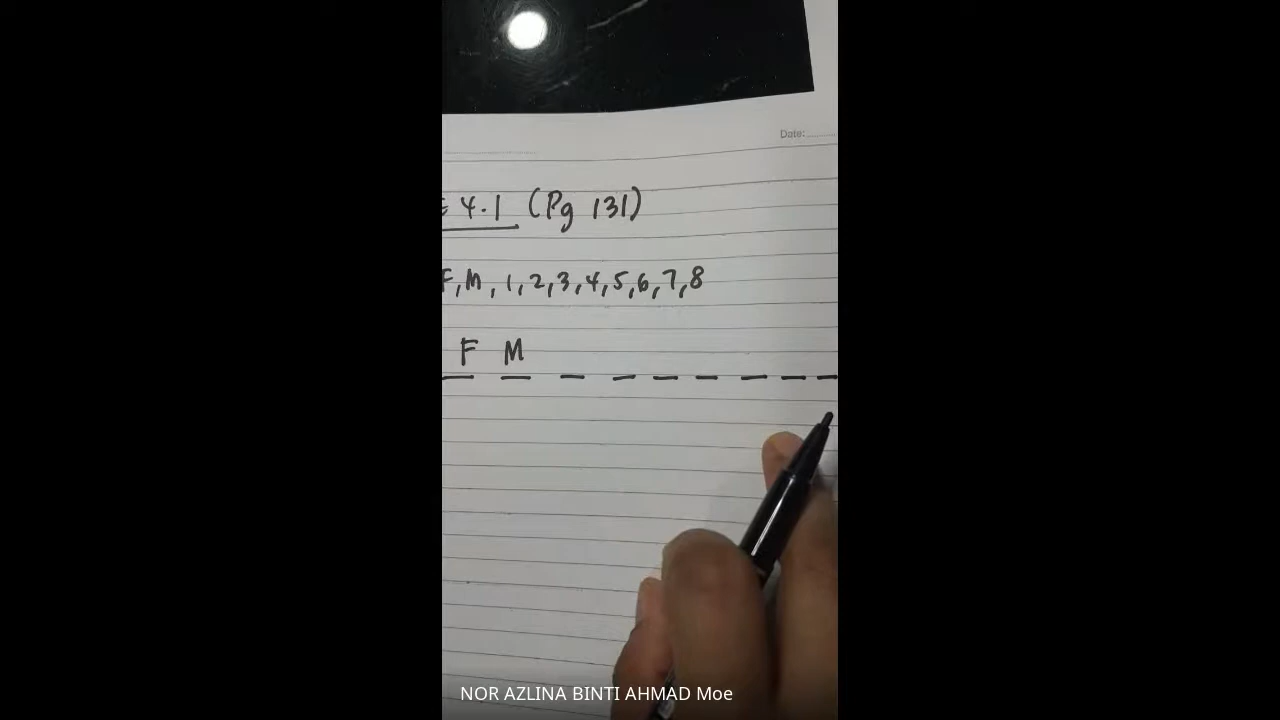 Date:..........
4.1 (Pg 131)
F, M, 1, 2, 3, 4, 5, 6, 7, 8
F M
NOR AZLINA BINTI AHMAD Moe